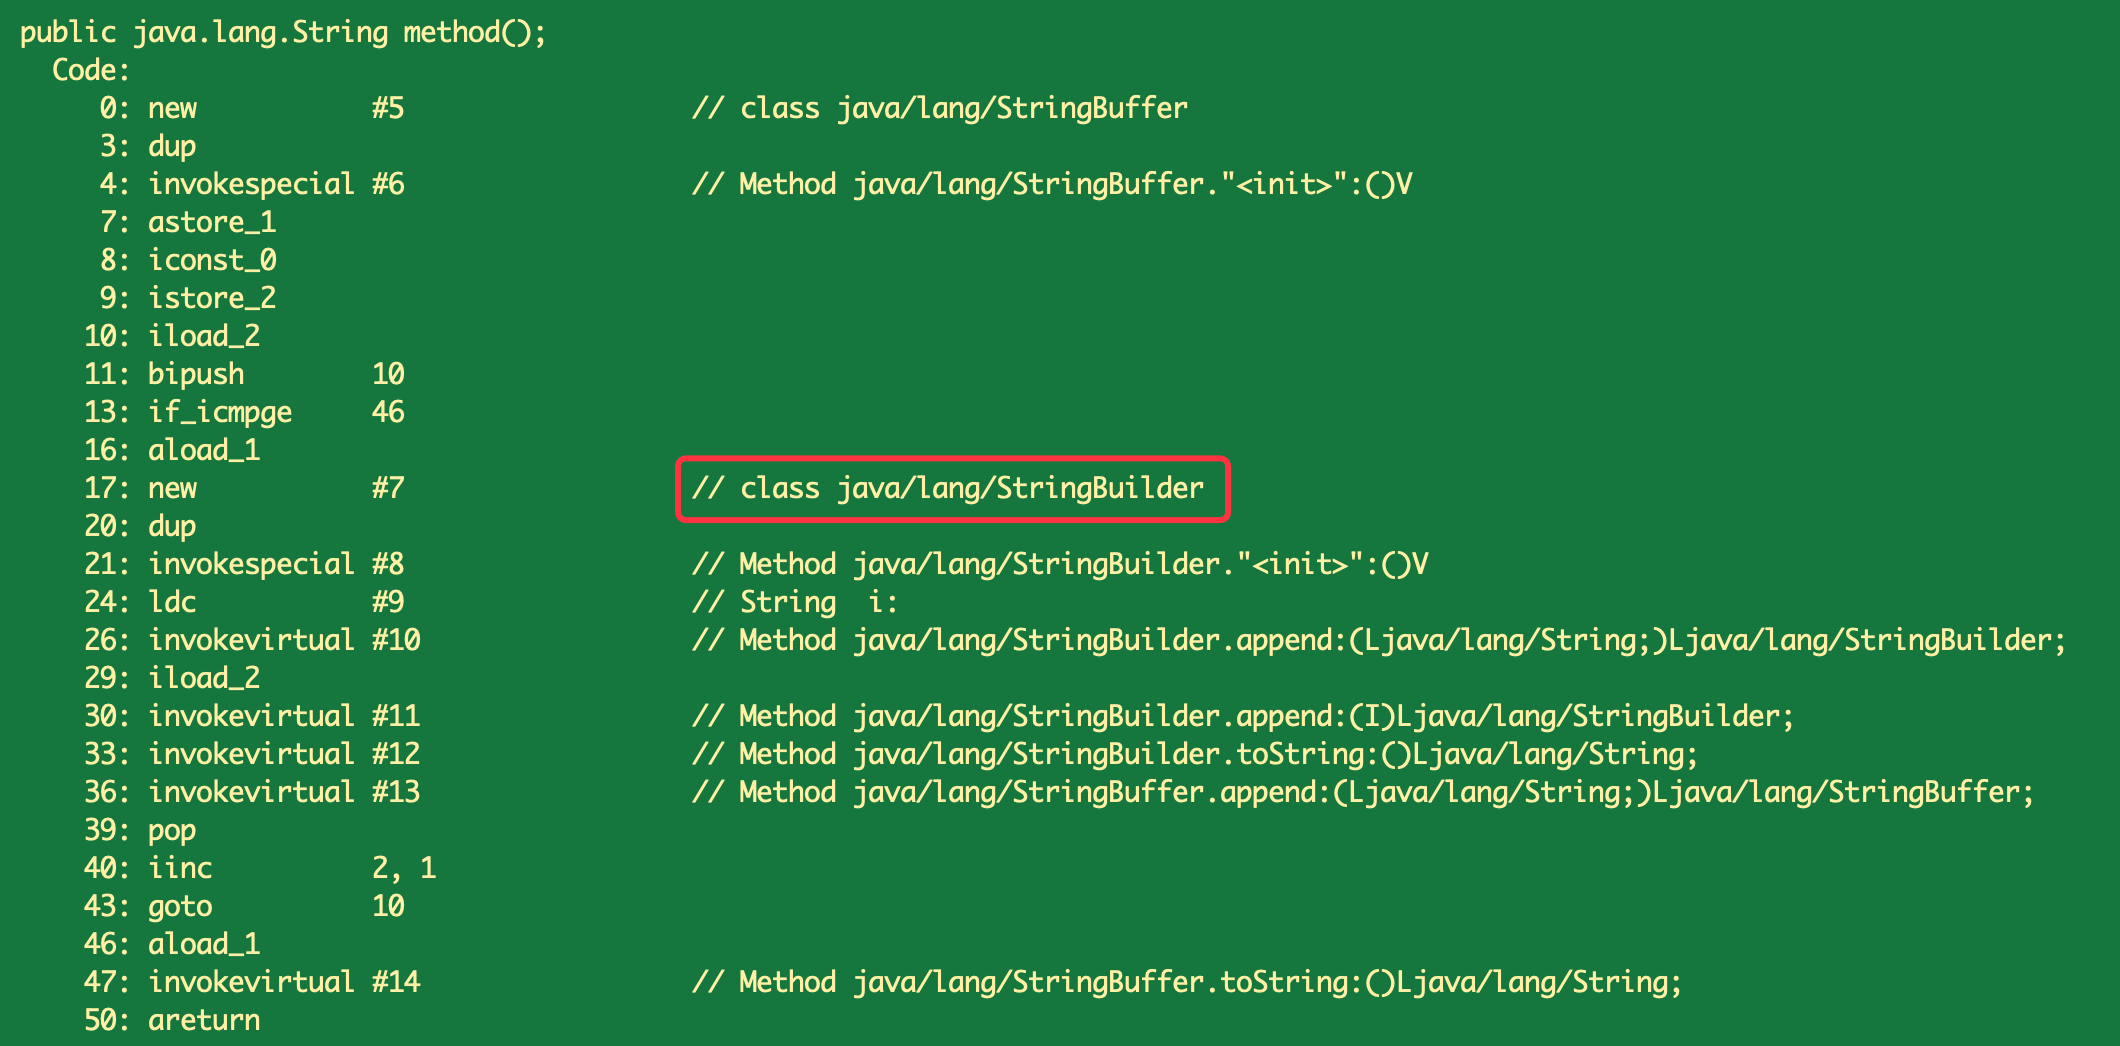 public java.lang.String method();
  Code:
     0: new           #5                  // class java/lang/StringBuffer
     3: dup
     4: invokespecial #6                  // Method java/lang/StringBuffer."<init>":()V
     7: astore_1
     8: iconst_0
     9: istore_2
    10: iload_2
    11: bipush        10
    13: if_icmpge     46
    16: aload_1
    17: new           #7                  // class java/lang/StringBuilder
    20: dup
    21: invokespecial #8                  // Method java/lang/StringBuilder."<init>":()V
    24: ldc           #9                  // String  i:
    26: invokevirtual #10                 // Method java/lang/StringBuilder.append:(Ljava/lang/String;)Ljava/lang/StringBuilder;
    29: iload_2
    30: invokevirtual #11                 // Method java/lang/StringBuilder.append:(I)Ljava/lang/StringBuilder;
    33: invokevirtual #12                 // Method java/lang/StringBuilder.toString:()Ljava/lang/String;
    36: invokevirtual #13                 // Method java/lang/StringBuffer.append:(Ljava/lang/String;)Ljava/lang/StringBuffer;
    39: pop
    40: iinc          2, 1
    43: goto          10
    46: aload_1
    47: invokevirtual #14                 // Method java/lang/StringBuffer.toString:()Ljava/lang/String;
    50: areturn